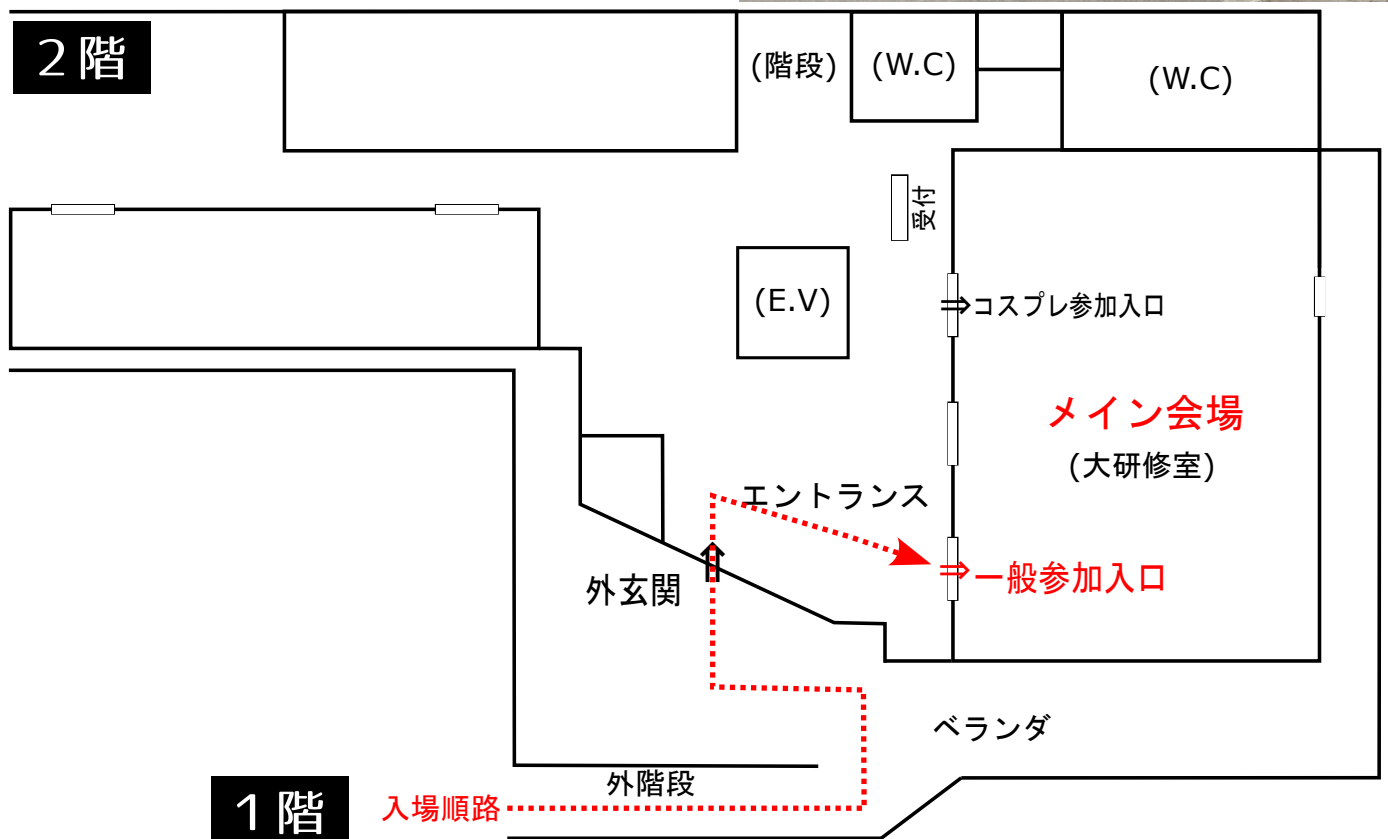 ２階
(階段)
(W.C)
(W.C)
受付
(E.V)
⇒コスプレ参加入口
メイン会場
(大研修室)
エントランス
⇒一般参加入口
外玄関
ベランダ
外階段
１階
入場順路